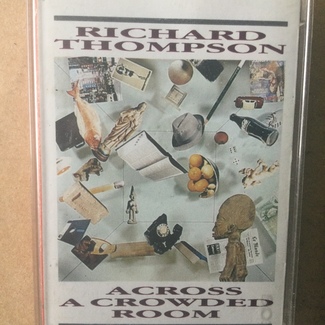 RICHARD
THOMPSON
ACROSS
A CROWDED
ROOM